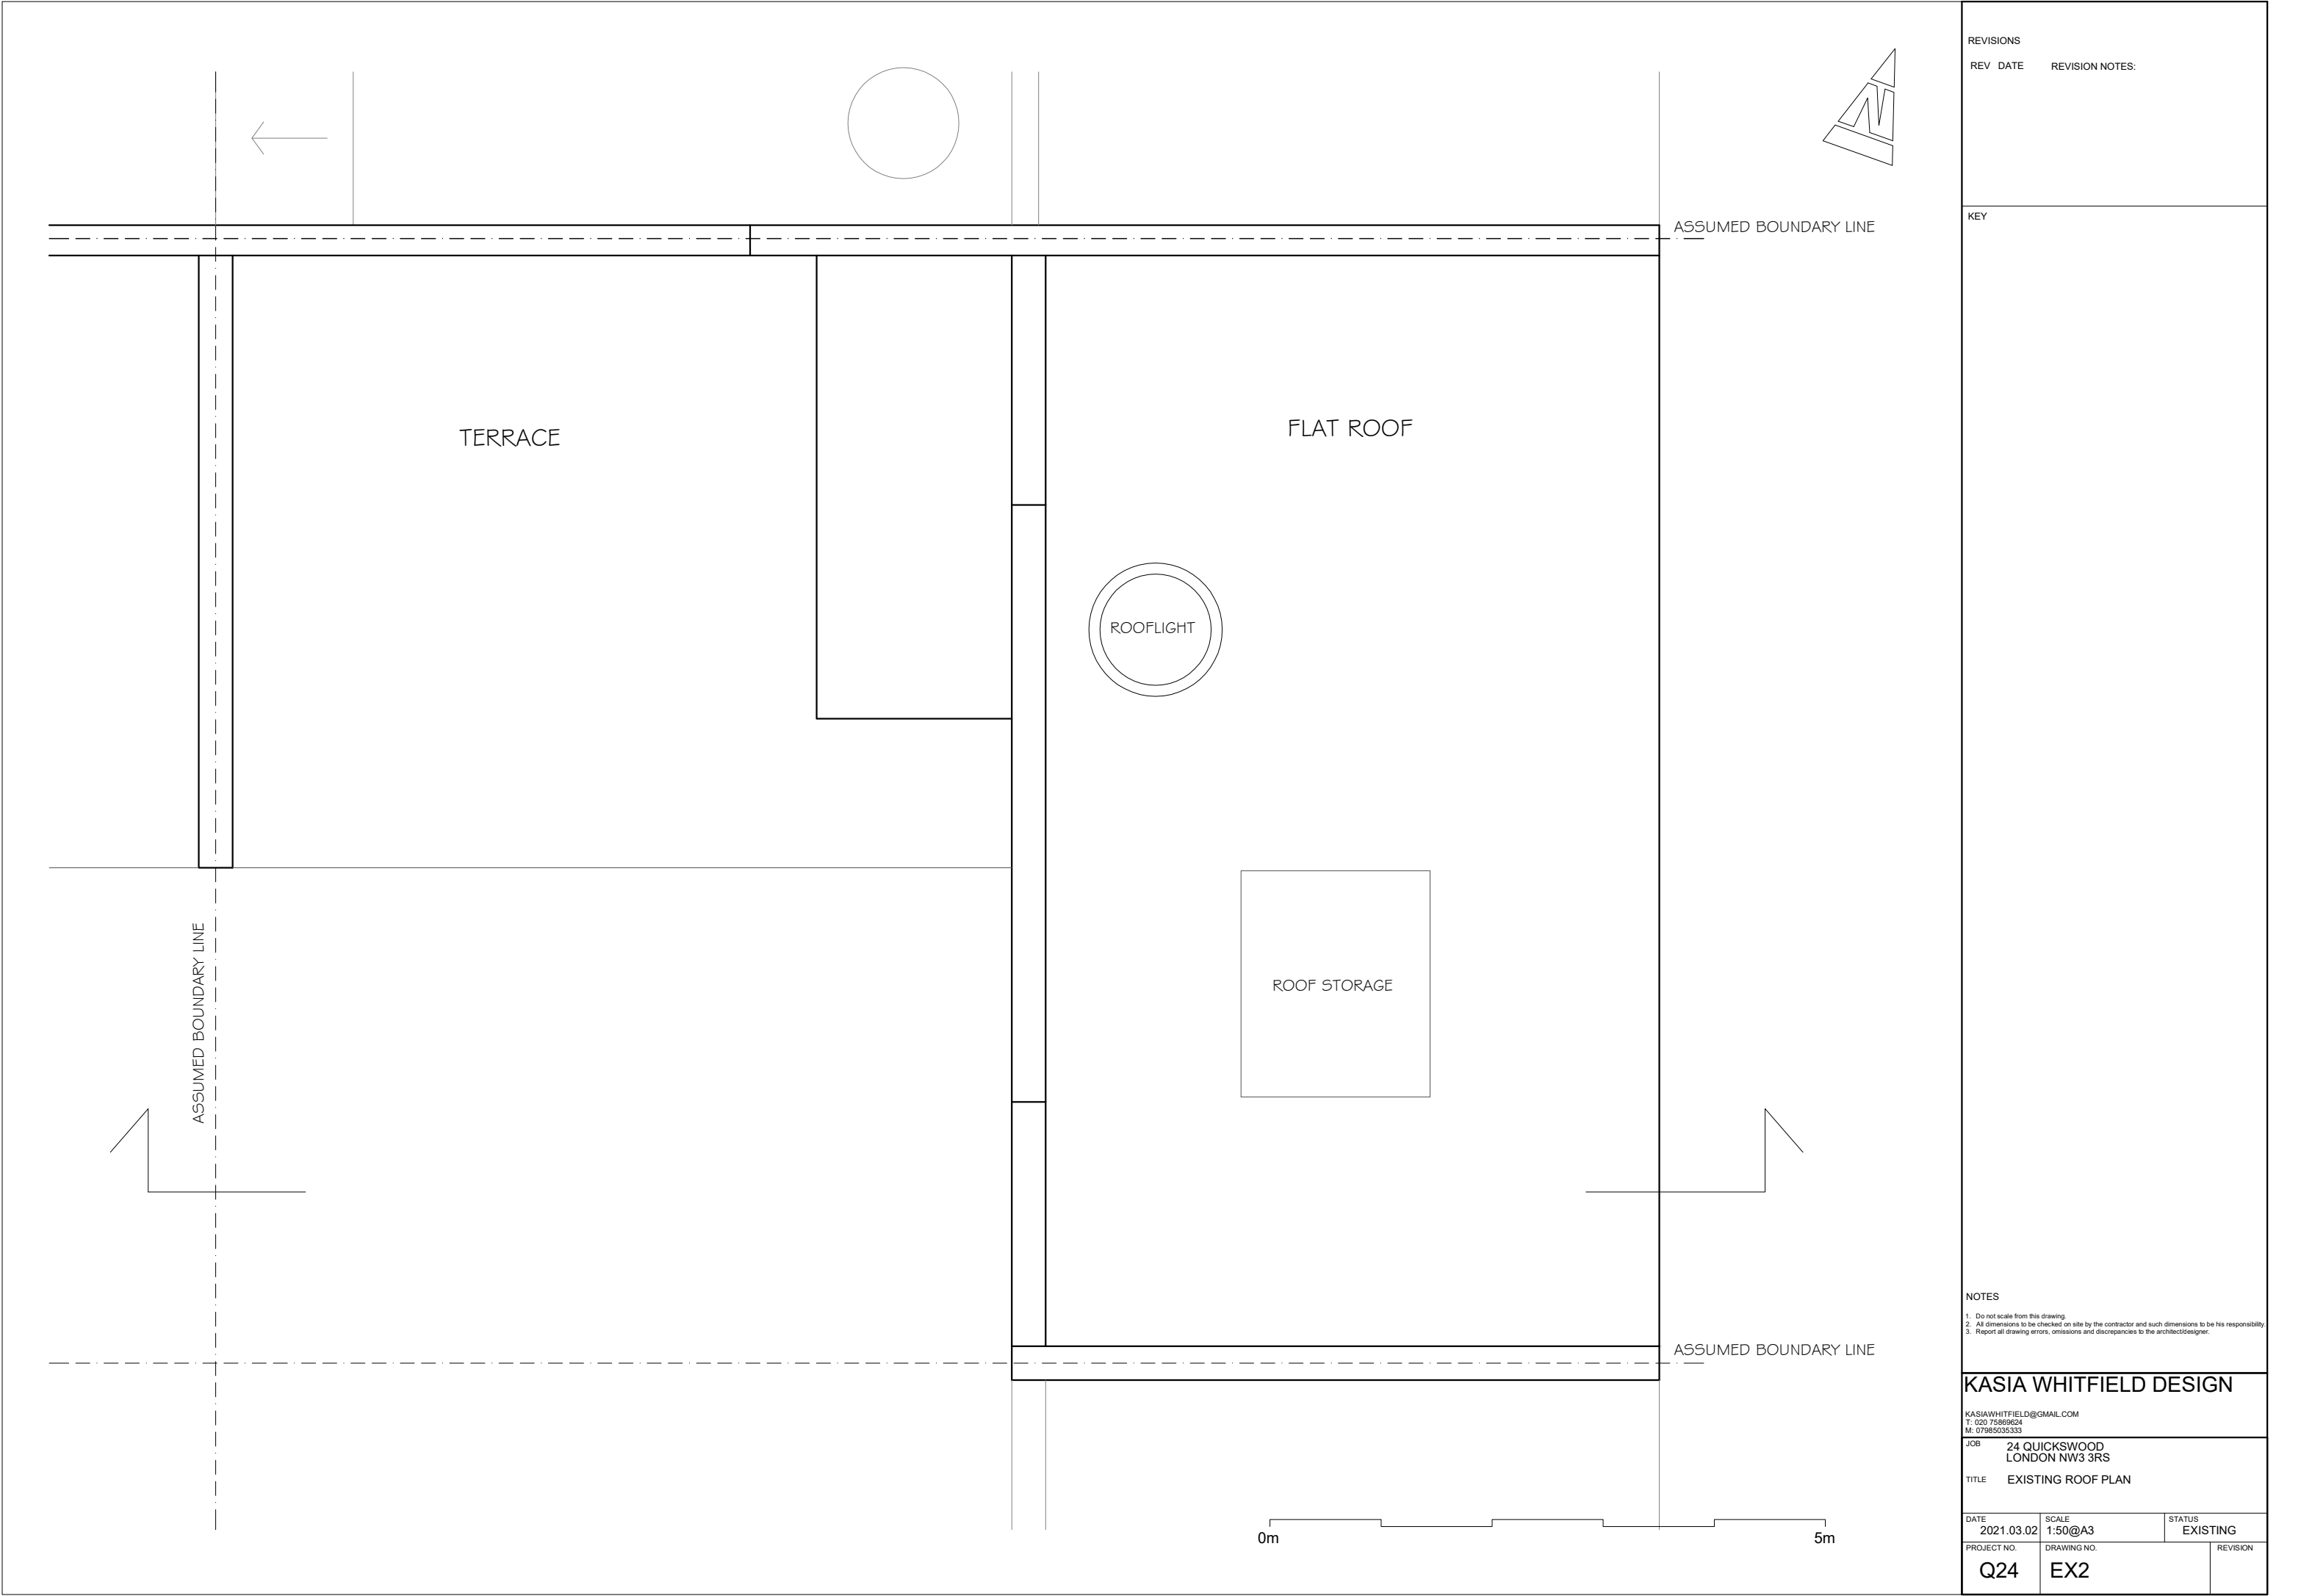 REVISIONS
REV DATE REVISION NOTES:
KEY
ASSUMED BOUNDARY LINE
TERRACE
FLAT ROOF
ROOFLIGHT
ROOF STORAGE
ASSUMED BOUNDARY LINE
ASSUMED BOUNDARY LINE
0m
5m
N
NOTES
1. Do not scale from this drawing.
2. All dimensions to be checked on site by the contractor and such dimensions to be his responsibility.
3. Report all drawing errors, omissions and discrepancies to the architect/designer.
KASIA WHITFIELD DESIGN
KASIAWHITFIELD@GMAIL.COM
T: 020 75869624
M: 07985035333
JOB 24 QUICKSWOOD
LONDON NW3 3RS
TITLE EXISTING ROOF PLAN
DATE SCALE STATUS
2021.03.02 1:50@A3 EXISTING
PROJECT NO. DRAWING NO. REVISION
Q24 EX2